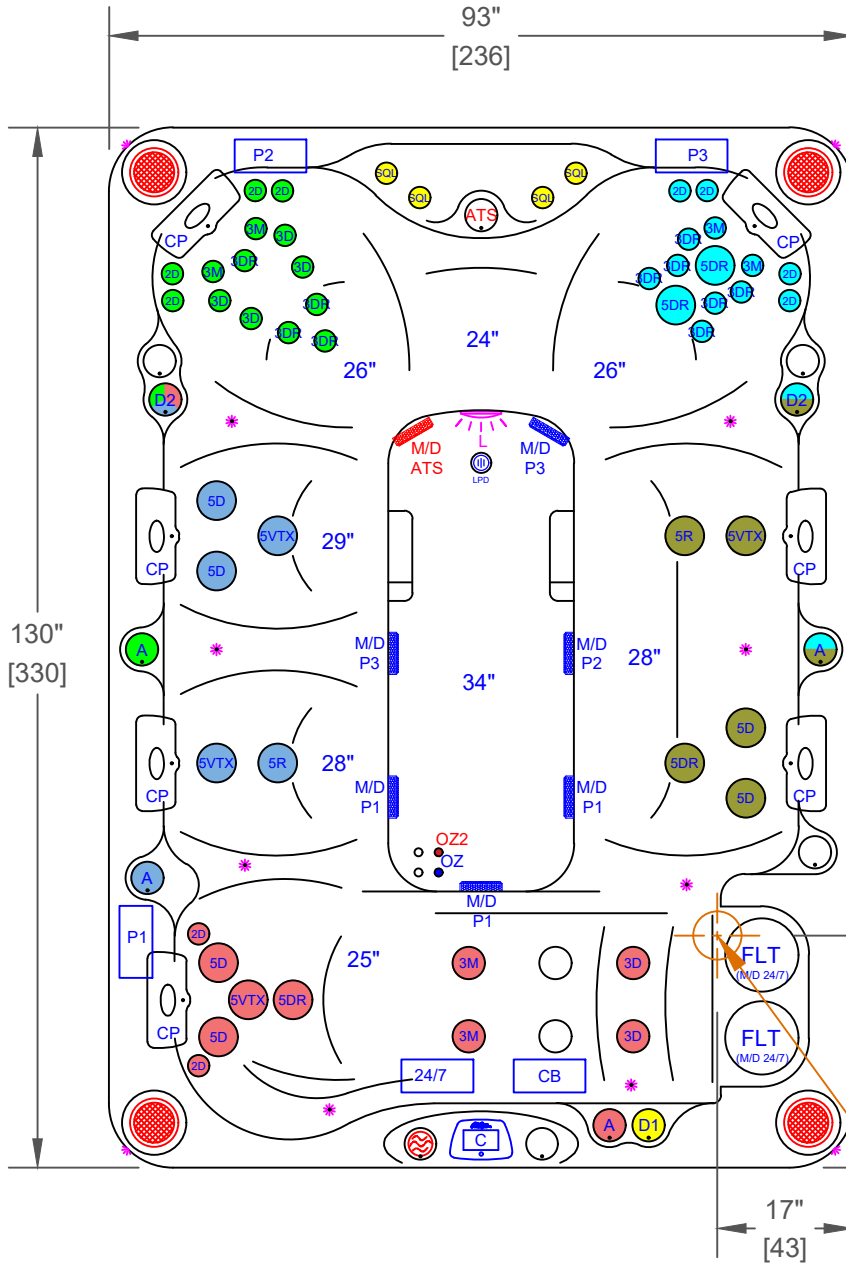 93"
[236]
P2
P3
SQL
SQL
SQL
SQL
2D
2D
2D
2D
ATS
CP
CP
3M
3D
3M
3DR
3DR
3D
3DR
5DR
3M
2D
3M
2D
3DR
3DR
2D
3D
3DR
5DR
3DR
2D
3D
3DR
3DR
3DR
24"
26"
26"
D2
D2
M/D
ATS
L
M/D
P3
LPD
5D
5VTX
29"
5R
5VTX
5D
CP
CP
130"
[330]
A
M/D
P3
M/D
P2
28"
A
34"
5D
5VTX
5R
28"
5DR
CP
M/D
P1
M/D
P1
5D
CP
OZ2
OZ
A
M/D
P1
P1
2D
5D
25"
3M
3D
FLT
(M/D 24/7)
5VTX
5DR
CP
5D
3M
3D
FLT
(M/D 24/7)
2D
24/7
CB
C
A
D1
17"
[43]